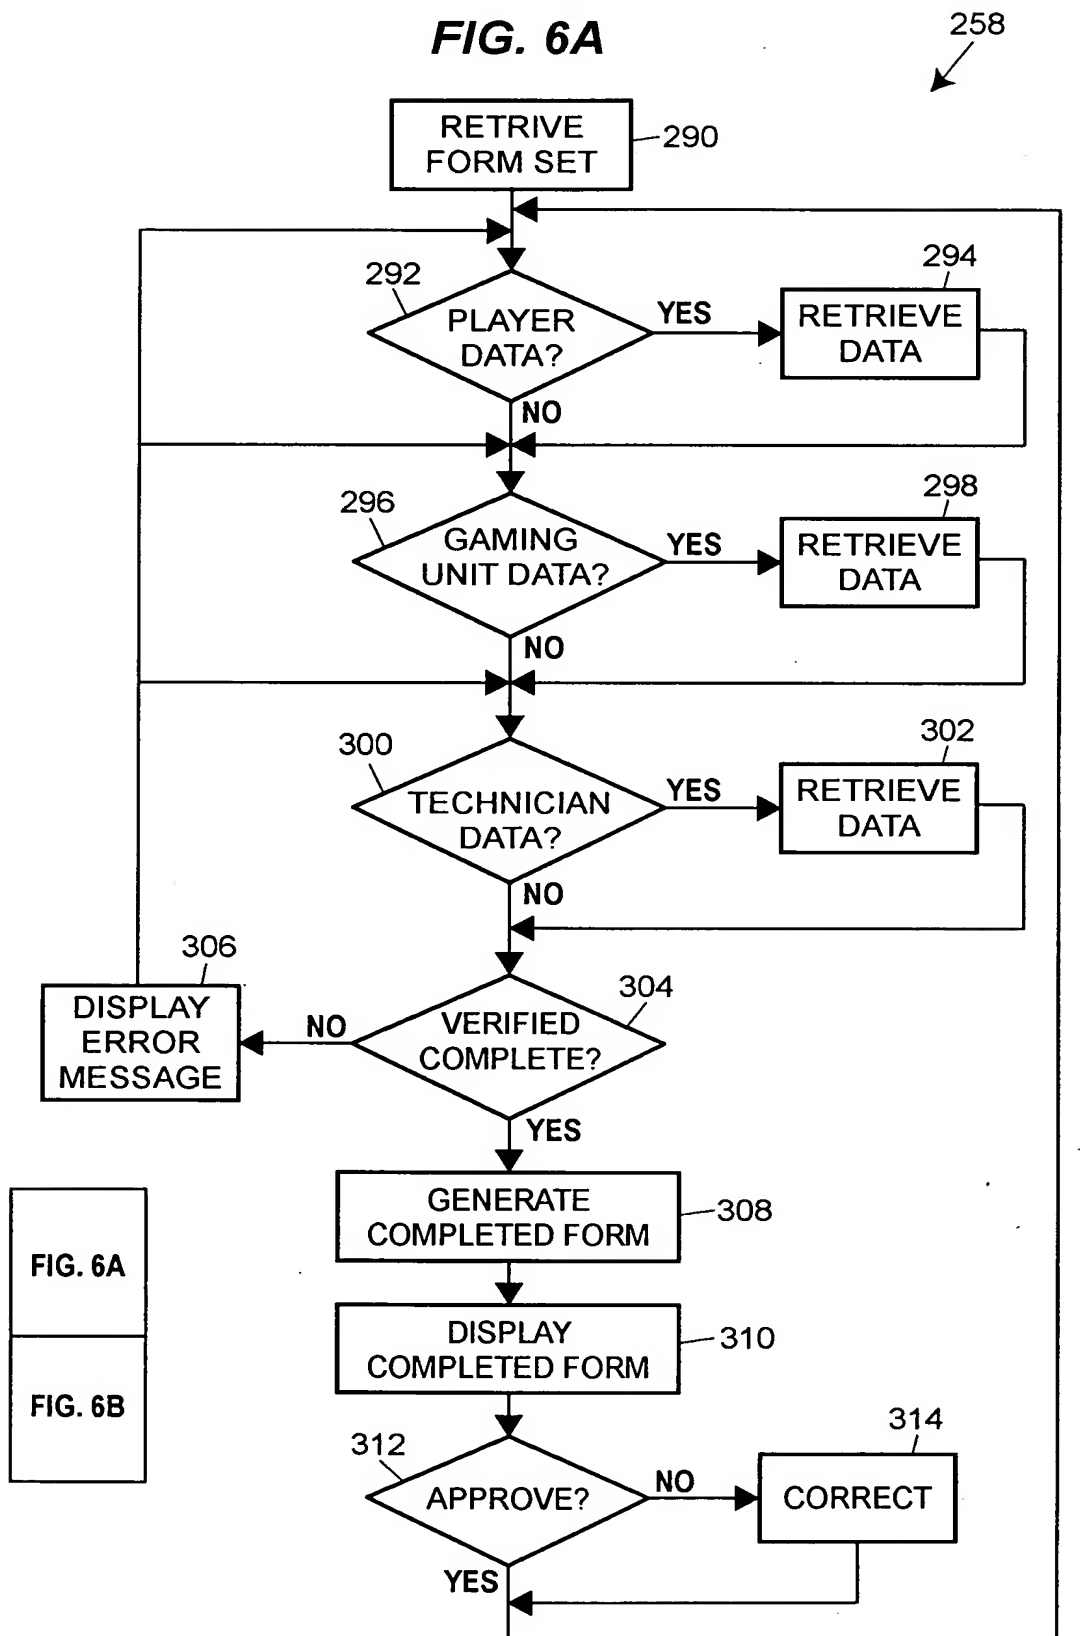 FIG. 6A
258
RETRIVE
FORM SET
290
292
PLAYER
DATA?
YES
294
RETRIEVE
DATA
NO
296
GAMING
UNIT DATA?
YES
298
RETRIEVE
DATA
NO
300
TECHNICIAN
DATA?
YES
302
RETRIEVE
DATA
NO
306
DISPLAY
ERROR
MESSAGE
NO
304
VERIFIED
COMPLETE?
YES
GENERATE
COMPLETED FORM
308
DISPLAY
COMPLETED FORM
310
FIG. 6A
FIG. 6B
312
APPROVE?
NO
314
CORRECT
YES